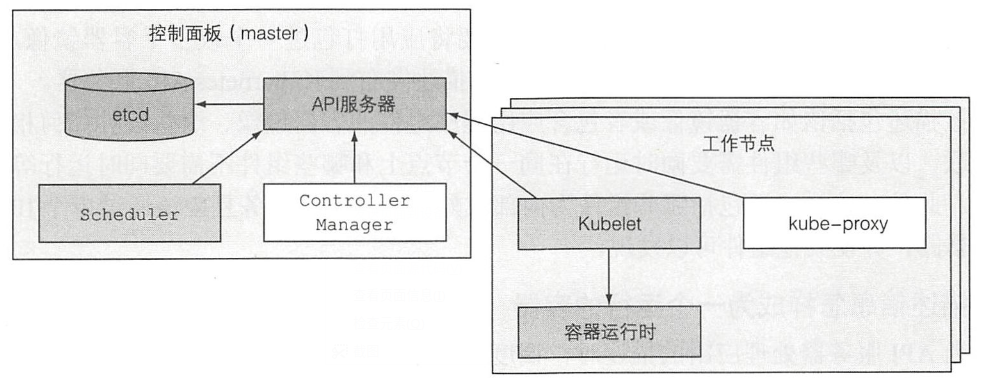 控制面板（master）
etcd
API服务器
Scheduler
Controller
Manager
工作节点
Kubelet
kube-proxy
容器运行时